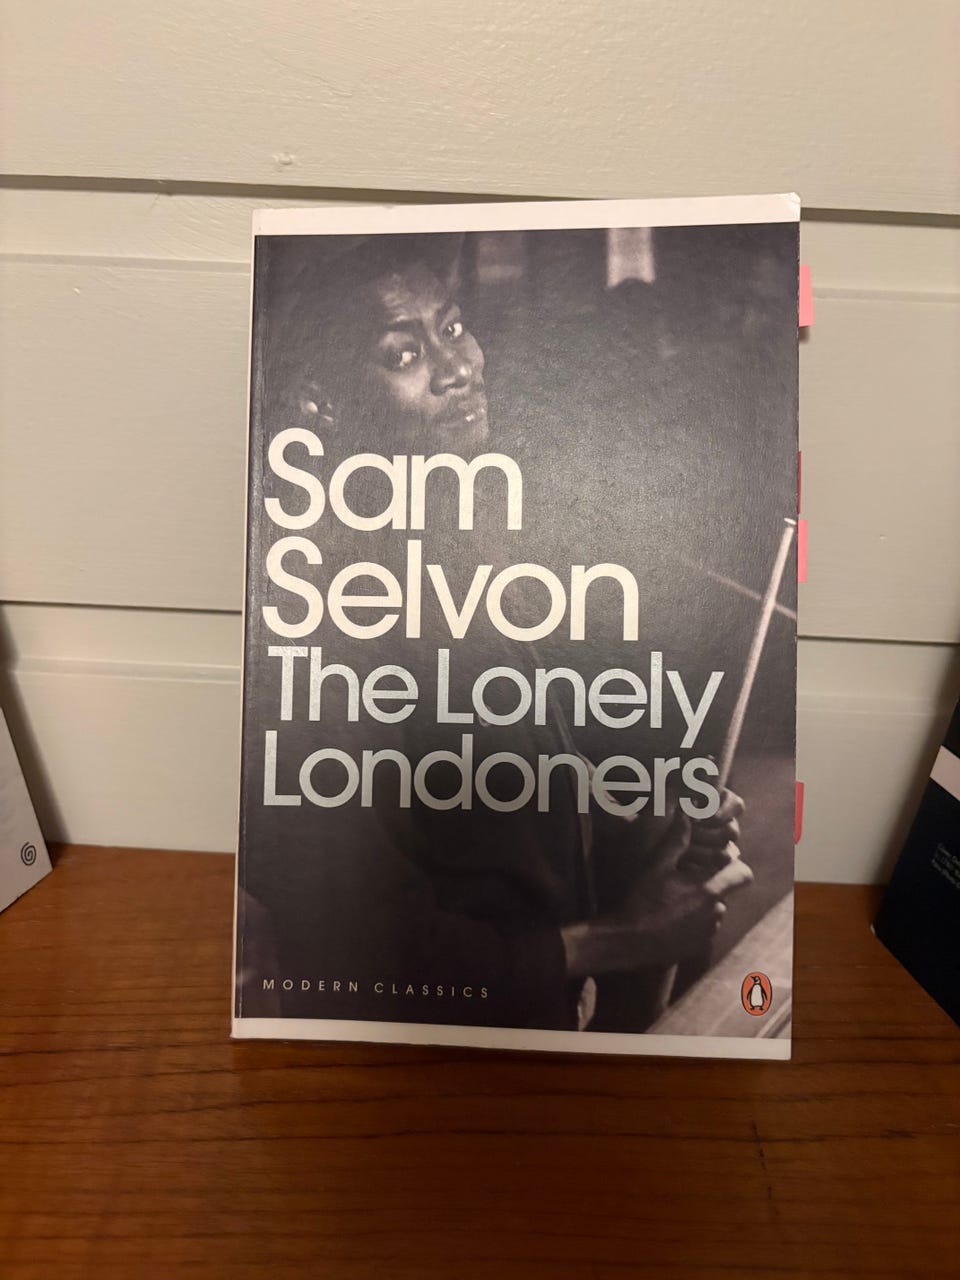 Sam
Selvon
The Lonely
Londoners
MODERN CLASSICS